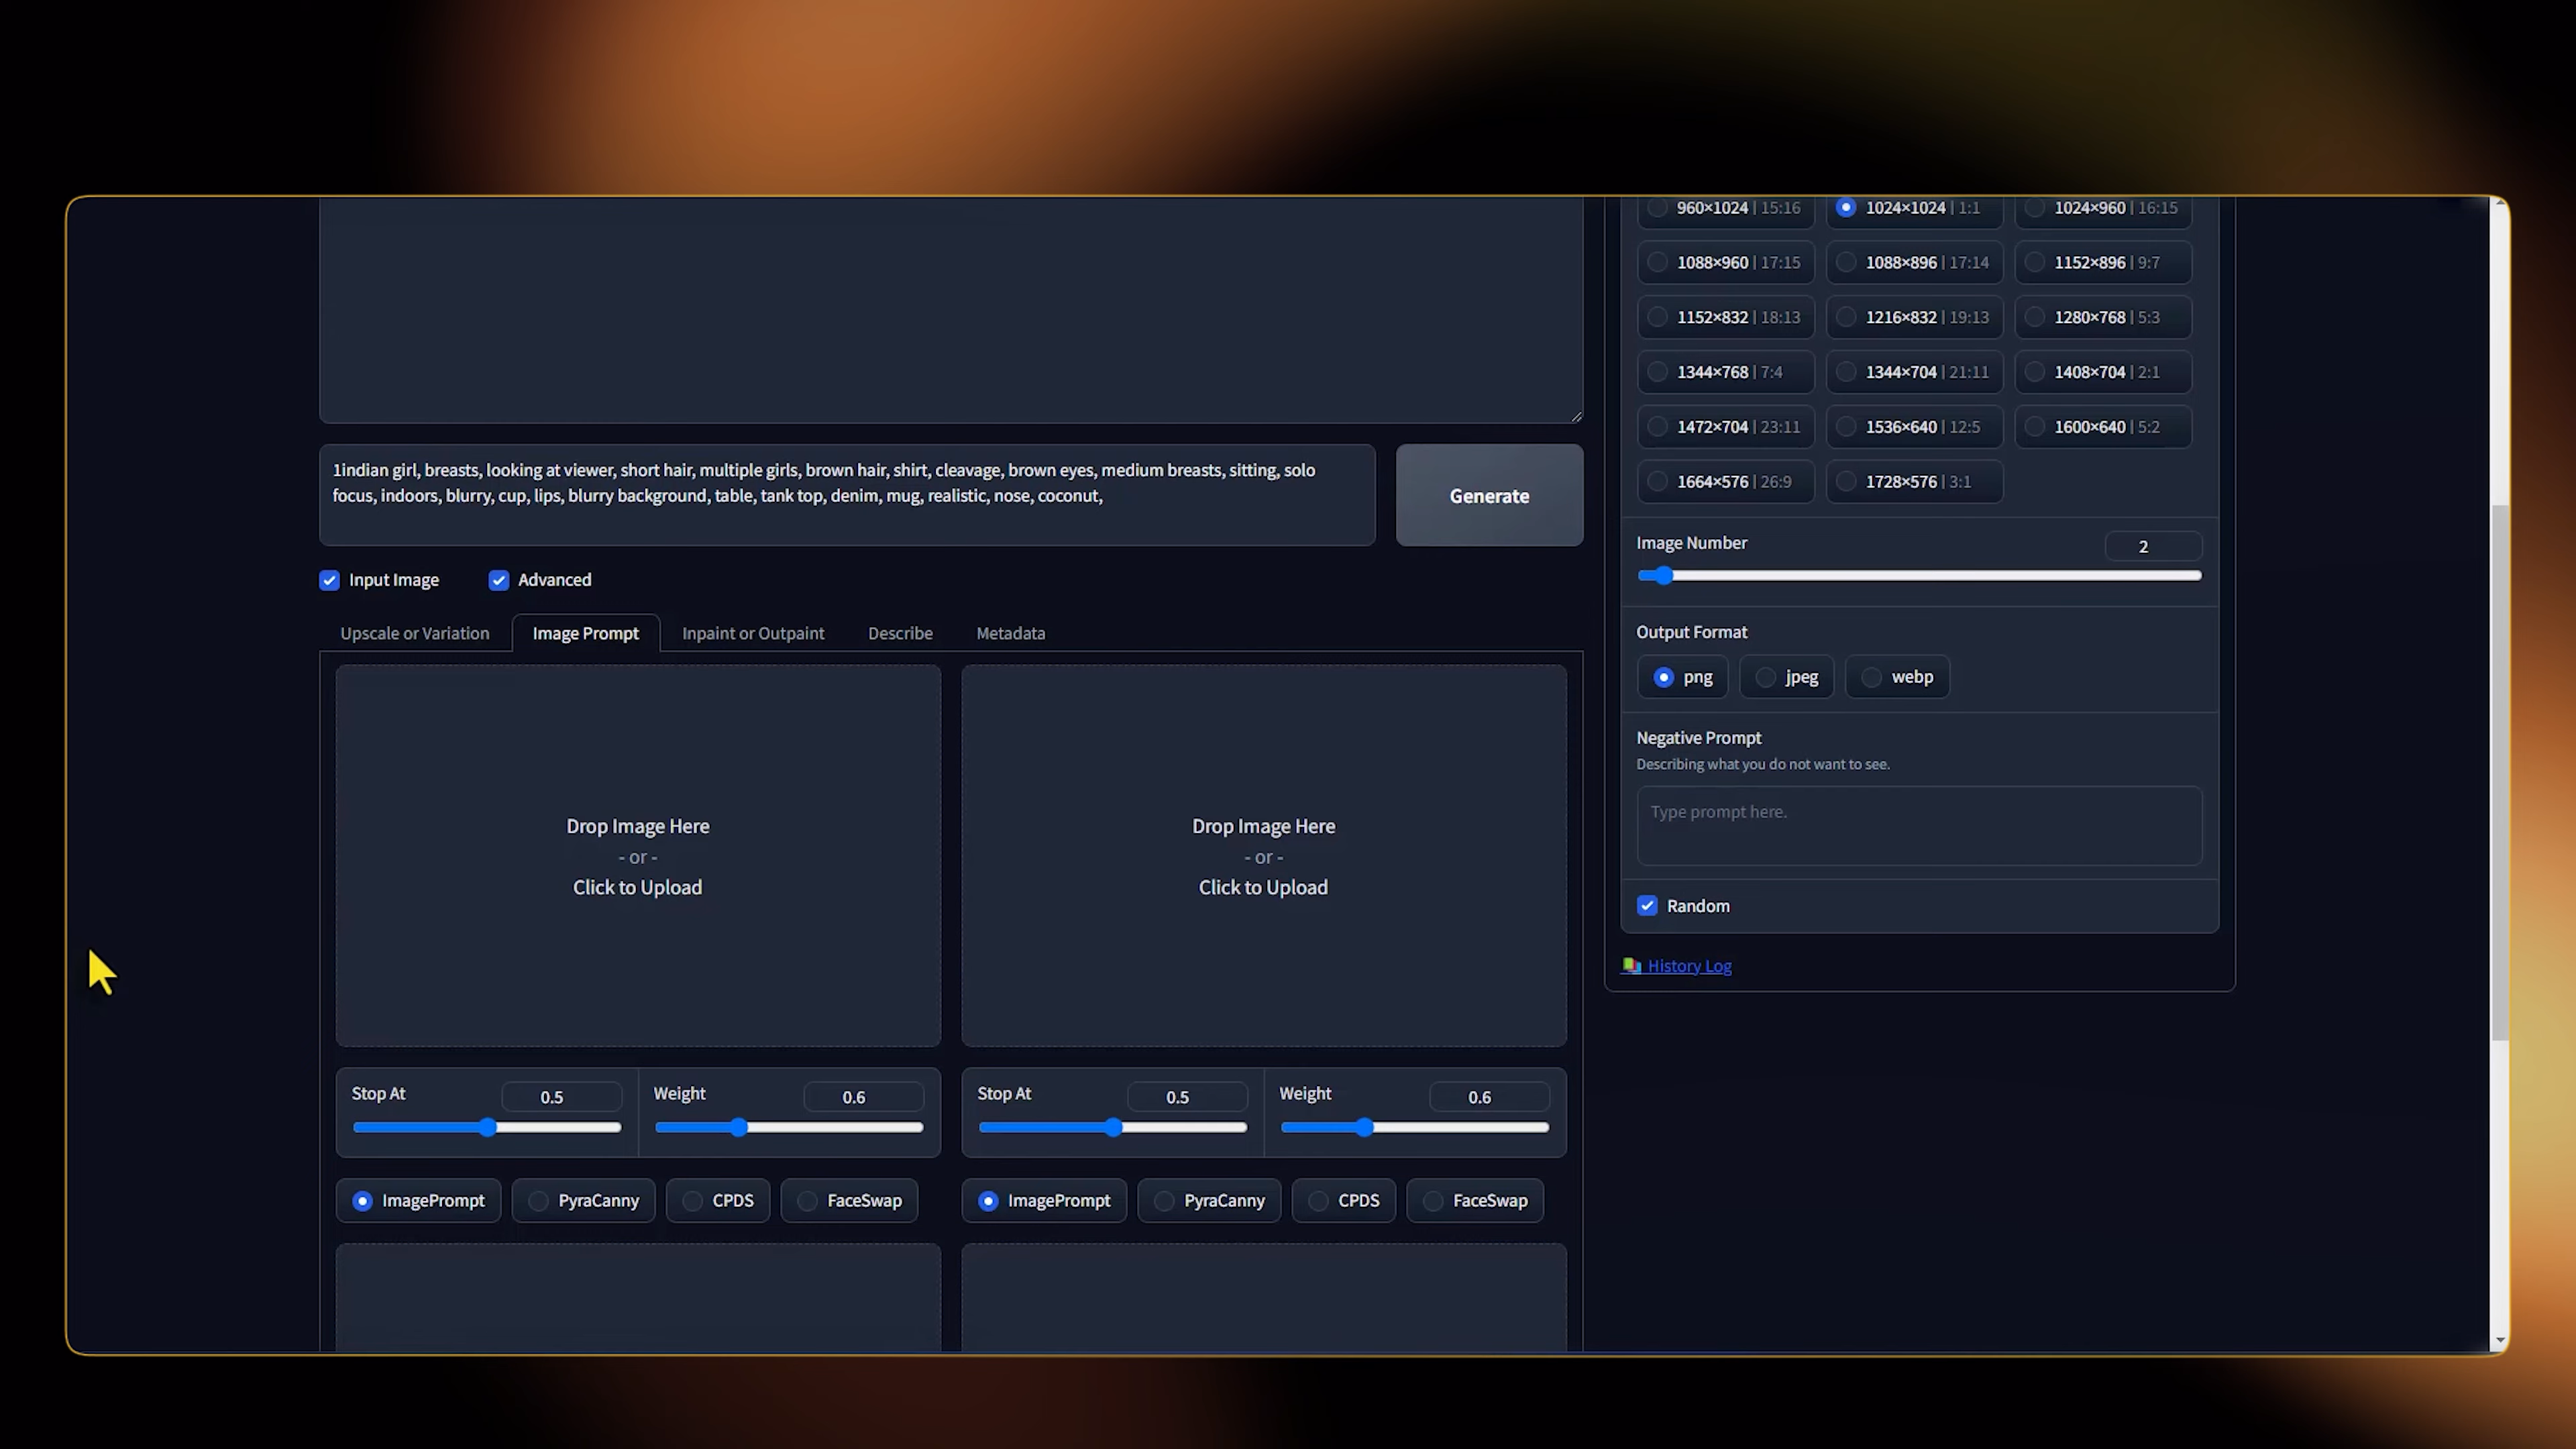 960×1024 | 15:16
1024×1024 | 1:1
1024×960 | 16:15
1088×960 | 17:15
1088×896 | 17:14
1152×896 | 9:7
1152×832 | 18:13
1216×832 | 19:13
1280×768 | 5:3
1344×768 | 7:4
1344×704 | 21:11
1408×704 | 2:1
1472×704 | 23:11
1536×640 | 12:5
1600×640 | 5:2
1664×576 | 26:9
1728×576 | 3:1
1indian girl, breasts, looking at viewer, short hair, multiple girls, brown hair, shirt, cleavage, brown eyes, medium breasts, sitting, solo
focus, indoors, blurry, cup, lips, blurry background, table, tank top, denim, mug, realistic, nose, coconut,
Generate
Input Image
Advanced
Upscale or Variation
Image Prompt
Inpaint or Outpaint
Describe
Metadata
Drop Image Here
- or -
Click to Upload
Drop Image Here
- or -
Click to Upload
Stop At
0.5
Weight
0.6
Stop At
0.5
Weight
0.6
ImagePrompt
PyraCanny
CPDS
FaceSwap
ImagePrompt
PyraCanny
CPDS
FaceSwap
Image Number
2
Output Format
png
jpeg
webp
Negative Prompt
Describing what you do not want to see.
Type prompt here.
Random
History Log